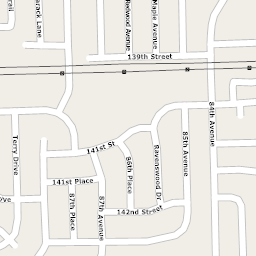 Redwood Avenue
Maple Avenue
139th Street
84th Avenue
141st St
Terry Drive
86th Place
Ravenswood Dr.
85th Avenue
141st Place
87th Place
87th Avenue
142nd Street